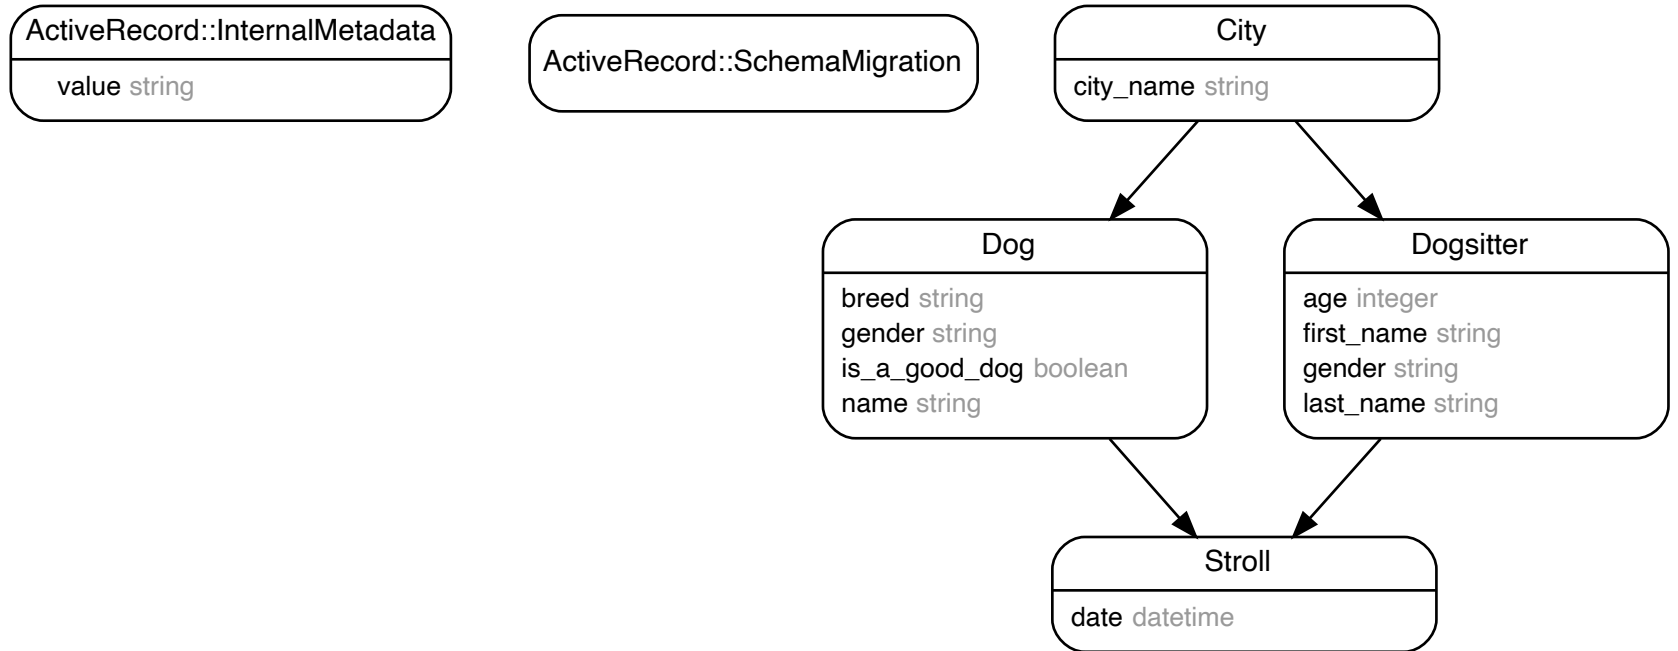 ActiveRecord::InternalMetadata
value string
ActiveRecord::SchemaMigration
City
city_name string
Dog
breed string
gender string
is_a_good_dog boolean
name string
Dogsitter
age integer
first_name string
gender string
last_name string
Stroll
date datetime